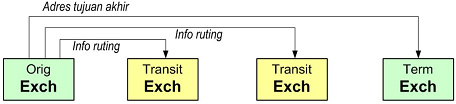 Adres tujuan akhir
Info ruting
Info ruting
Orig
Exch
Transit
Exch
Transit
Exch
Term
Exch